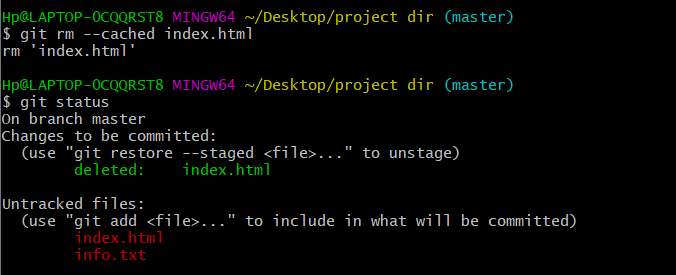 Hp@LAPTOP-OCQQRST8 MINGW64 ~/Desktop/project dir (master)
$ git rm --cached index.html
rm 'index.html'
Hp@LAPTOP-OCQQRST8 MINGW64 ~/Desktop/project dir (master)
$ git status
On branch master
Changes to be committed:
  (use "git restore --staged <file>..." to unstage)
        deleted:    index.html
Untracked files:
  (use "git add <file>..." to include in what will be committed)
        index.html
        info.txt